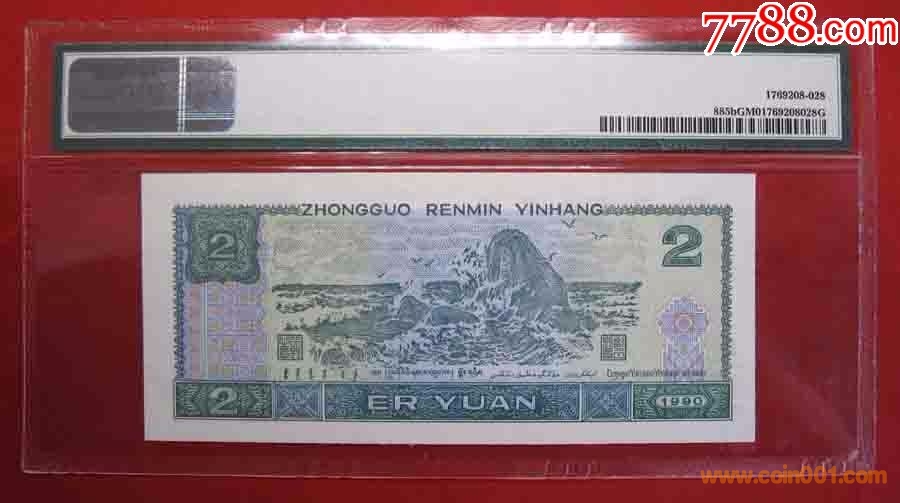 7788.com
1769208-028
885bGM01769208028G
ZHONGGUO RENMIN YINHANG
2
2
2
ER YUAN
1990
www.coin001.com